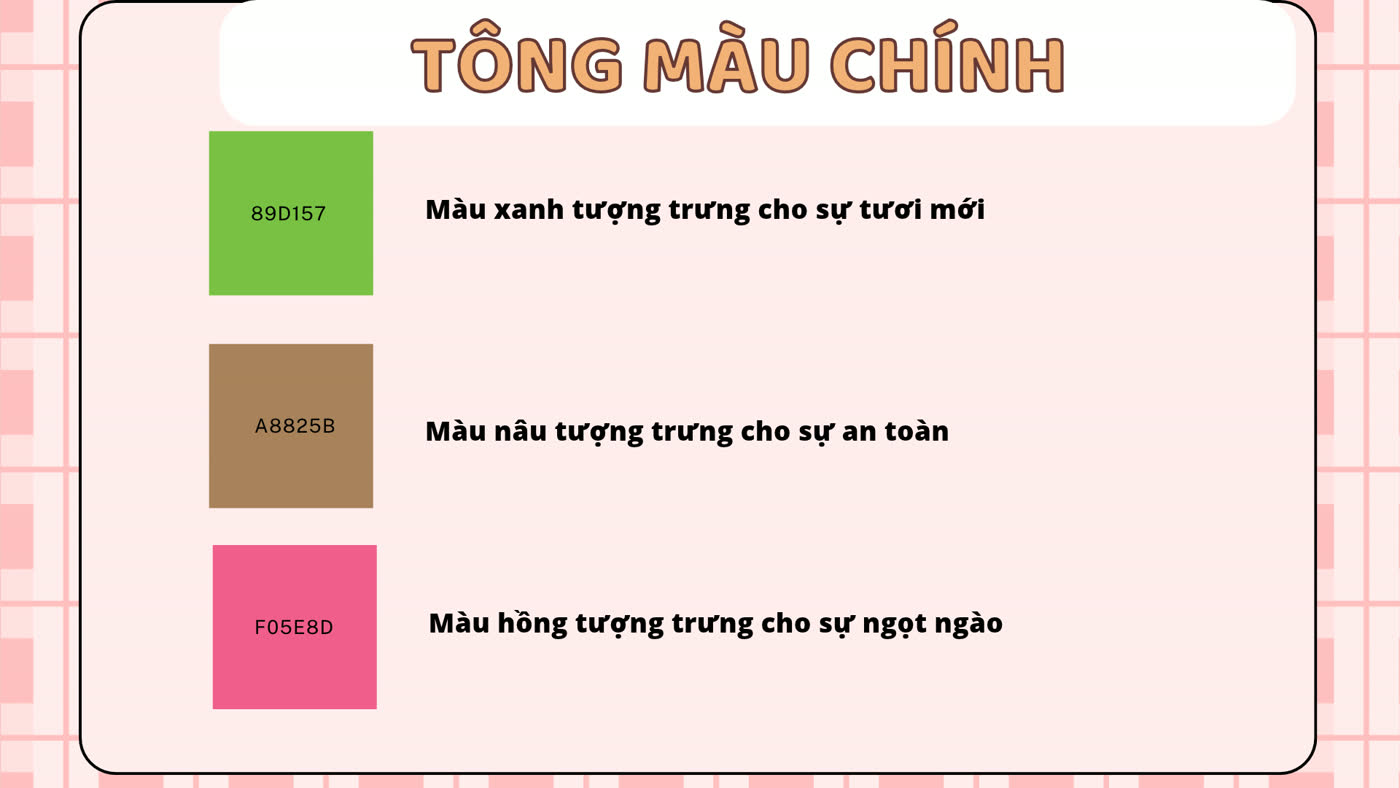 TÔNG MÀU CHÍNH
89D157
Màu xanh tượng trưng cho sự tươi mới
A8825B
Màu nâu tượng trưng cho sự an toàn
F05E8D
Màu hồng tượng trưng cho sự ngọt ngào